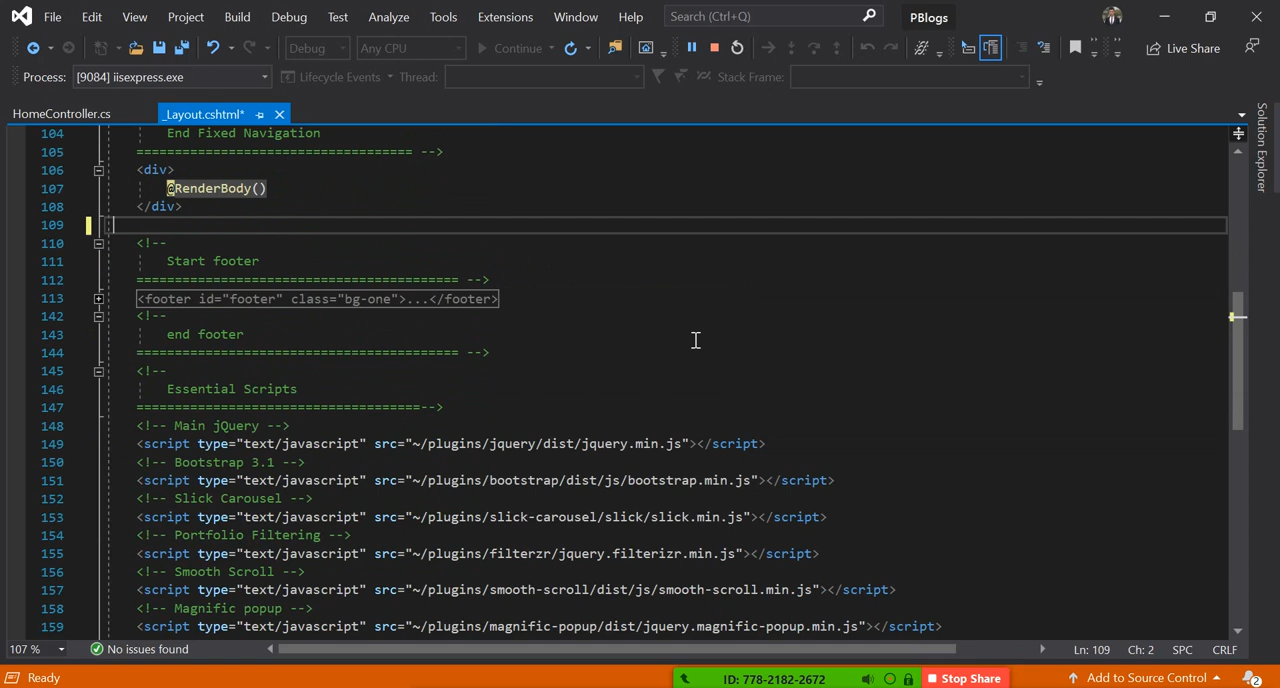 File Edit View Project Build Debug Test Analyze Tools Extensions Window Help Search (Ctrl+Q) PBlogs
Debug Any CPU Continue Live Share
Process: [9084] iisexpress.exe Lifecycle Events Thread: Stack Frame:
HomeController.cs _Layout.cshtml*
104 End Fixed Navigation
105 ==================================== -->
106 <div>
107 @RenderBody()
108 </div>
109
110 <!--
111 Start footer
112 ========================================== -->
113 <footer id="footer" class="bg-one">...</footer>
142 <!--
143 end footer
144 ========================================== -->
145 <!--
146 Essential Scripts
147 =====================================-->
148 <!-- Main jQuery -->
149 <script type="text/javascript" src="~/plugins/jquery/dist/jquery.min.js"></script>
150 <!-- Bootstrap 3.1 -->
151 <script type="text/javascript" src="~/plugins/bootstrap/dist/js/bootstrap.min.js"></script>
152 <!-- Slick Carousel -->
153 <script type="text/javascript" src="~/plugins/slick-carousel/slick/slick.min.js"></script>
154 <!-- Portfolio Filtering -->
155 <script type="text/javascript" src="~/plugins/filterzr/jquery.filterizr.min.js"></script>
156 <!-- Smooth Scroll -->
157 <script type="text/javascript" src="~/plugins/smooth-scroll/dist/js/smooth-scroll.min.js"></script>
158 <!-- Magnific popup -->
159 <script type="text/javascript" src="~/plugins/magnific-popup/dist/jquery.magnific-popup.min.js"></script>
Solution Explorer
107 % No issues found Ln: 109 Ch: 2 SPC CRLF
Ready ID: 778-2182-2672 Stop Share Add to Source Control 2